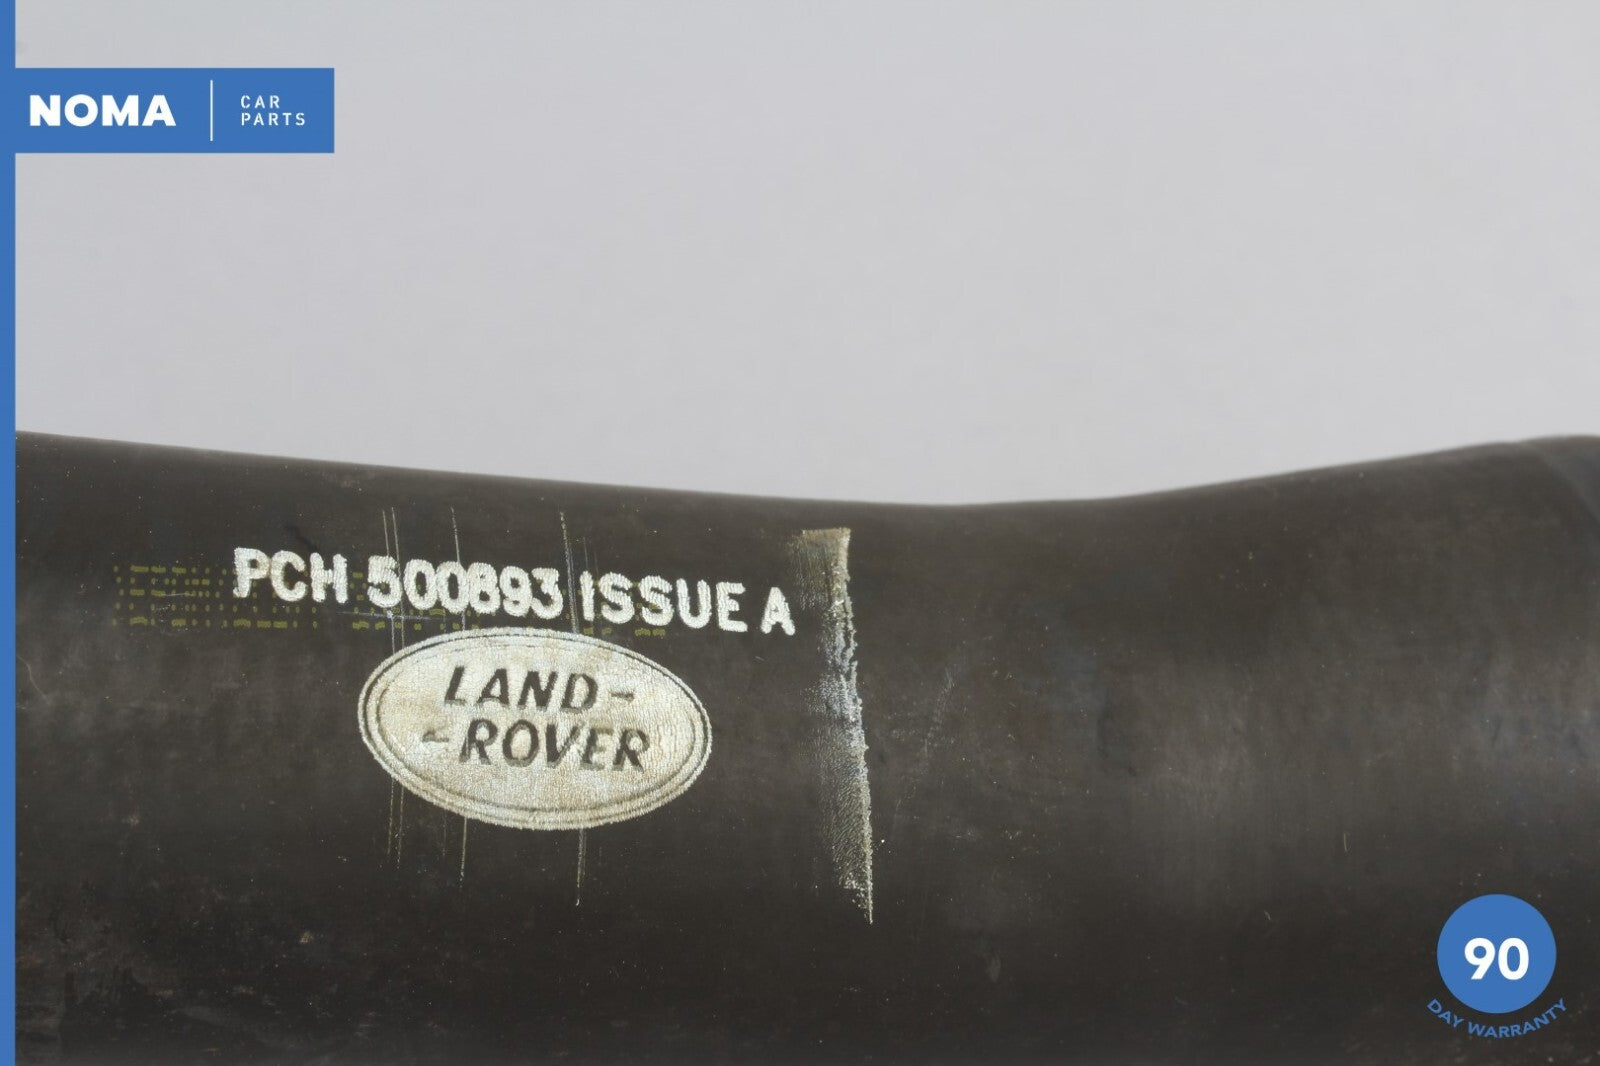 NOMA
CAR
PARTS
PCH 500893 ISSUE A
LAND-
-ROVER
90
DAY WARRANTY